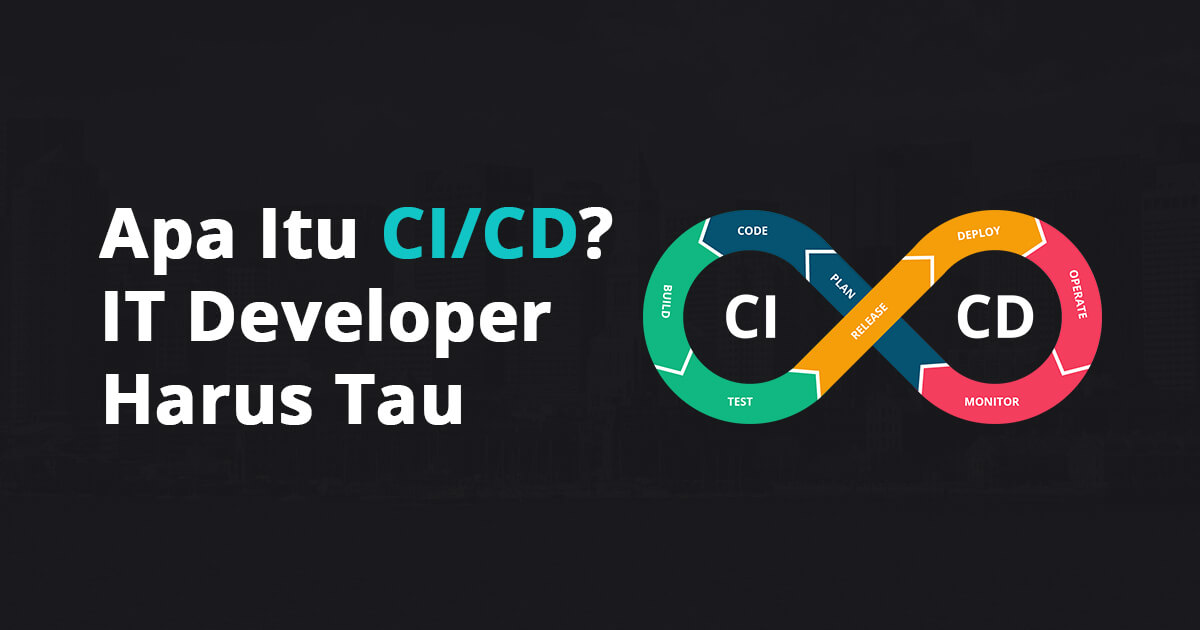 Apa Itu CI/CD?
IT Developer
Harus Tau
CI
CD
PLAN
CODE
BUILD
TEST
RELEASE
DEPLOY
OPERATE
MONITOR